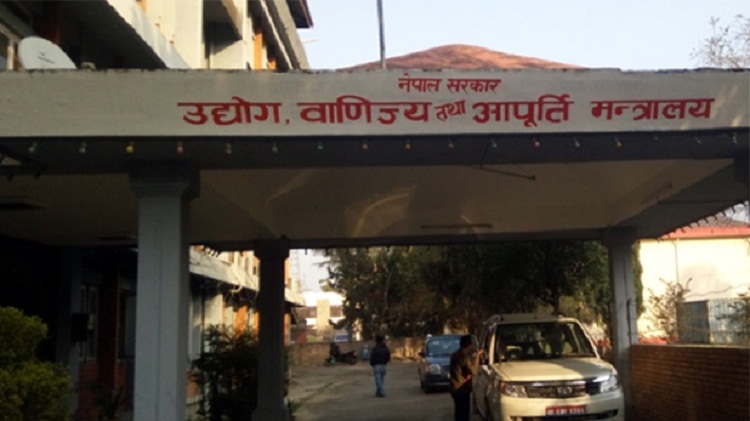 नेपाल सरकार
उद्योग, वाणिज्य तथा आपूर्ति मन्त्रालय